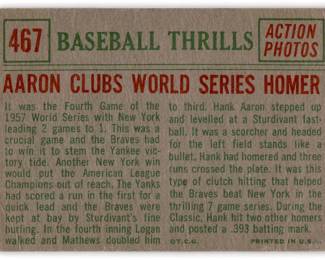 467
BASEBALL THRILLS
ACTION
PHOTOS
AARON CLUBS WORLD SERIES HOMER
It was the Fourth Game of the
1957 World Series with New York
leading 2 games to 1. This was a
crucial game and the Braves had
to win to stem the Yankee vic-
tory tide. Another New York win
would put the American League
Champions out of reach. The Yanks
had scored a run in the first for a
quick lead and the Braves were
kept at bay by Sturdivant's fine
hurling. In the fourth inning Logan
walked and Mathews doubled him
to third. Hank Aaron stepped up
and levelled at a Sturdivant fast-
ball. It was a scorcher and headed
for the left field stands like a
bullet. Hank had homered and three
runs crossed the plate. It was this
type of clutch hitting that helped
the Braves beat New York in the
thrilling 7 game series. During the
Classic, Hank hit two other homers
and posted a .393 batting mark.
©T.C.G.
PRINTED IN U.S.A.